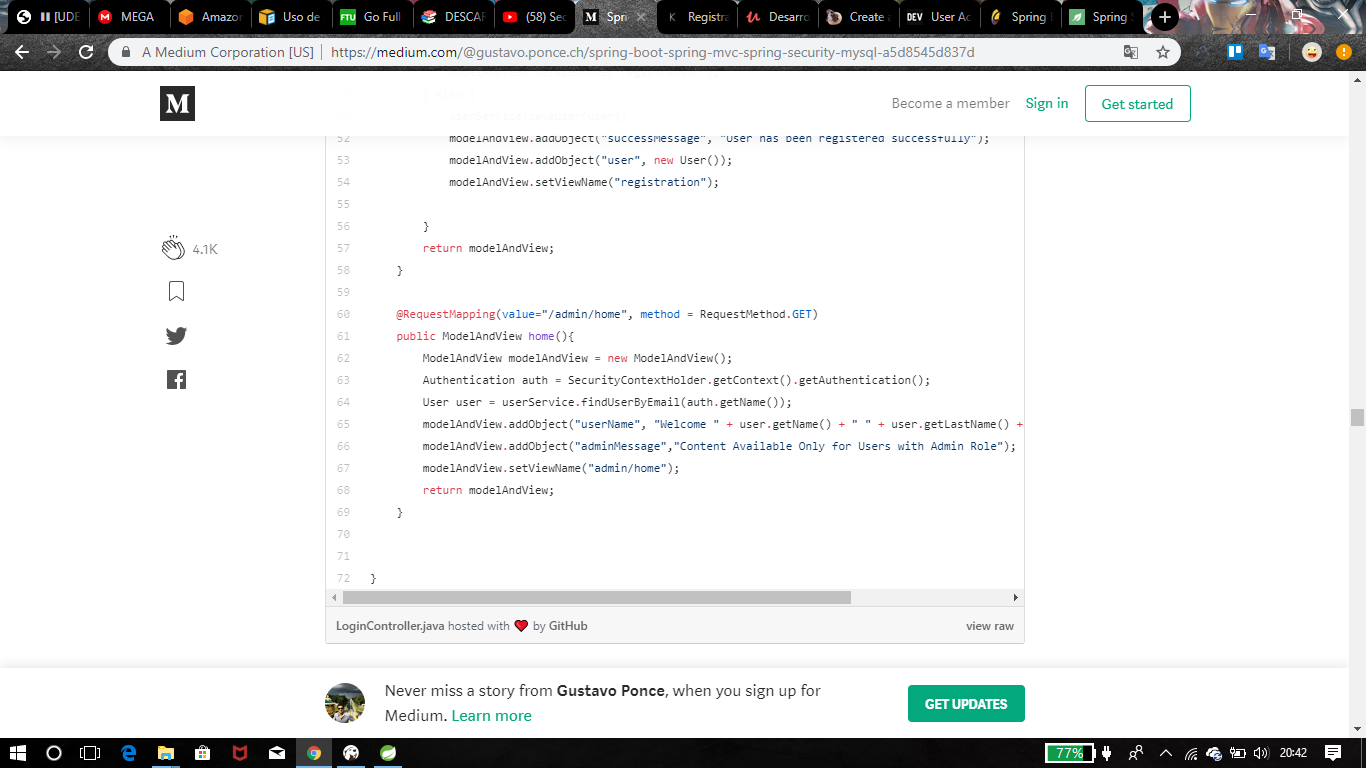 [UDE
MEGA
Amazor
Uso de
Go Full
DESCAR
(58) Sec
Spri
Registra
Desarro
Create a
DEV User Ac
Spring
Spring
A Medium Corporation [US] | https://medium.com/@gustavo.ponce.ch/spring-boot-spring-mvc-spring-security-mysql-a5d8545d837d
M
Become a member Sign in Get started
52 modelAndView.addObject("successMessage", "User has been registered successfully");
53 modelAndView.addObject("user", new User());
54 modelAndView.setViewName("registration");
55
56 }
57 return modelAndView;
58 }
59
60 @RequestMapping(value="/admin/home", method = RequestMethod.GET)
61 public ModelAndView home(){
62 ModelAndView modelAndView = new ModelAndView();
63 Authentication auth = SecurityContextHolder.getContext().getAuthentication();
64 User user = userService.findUserByEmail(auth.getName());
65 modelAndView.addObject("userName", "Welcome " + user.getName() + " " + user.getLastName() +
66 modelAndView.addObject("adminMessage","Content Available Only for Users with Admin Role");
67 modelAndView.setViewName("admin/home");
68 return modelAndView;
69 }
70
71
72 }
4.1K
LoginController.java hosted with ❤ by GitHub view raw
Never miss a story from Gustavo Ponce, when you sign up for
Medium. Learn more
GET UPDATES
77% 20:42